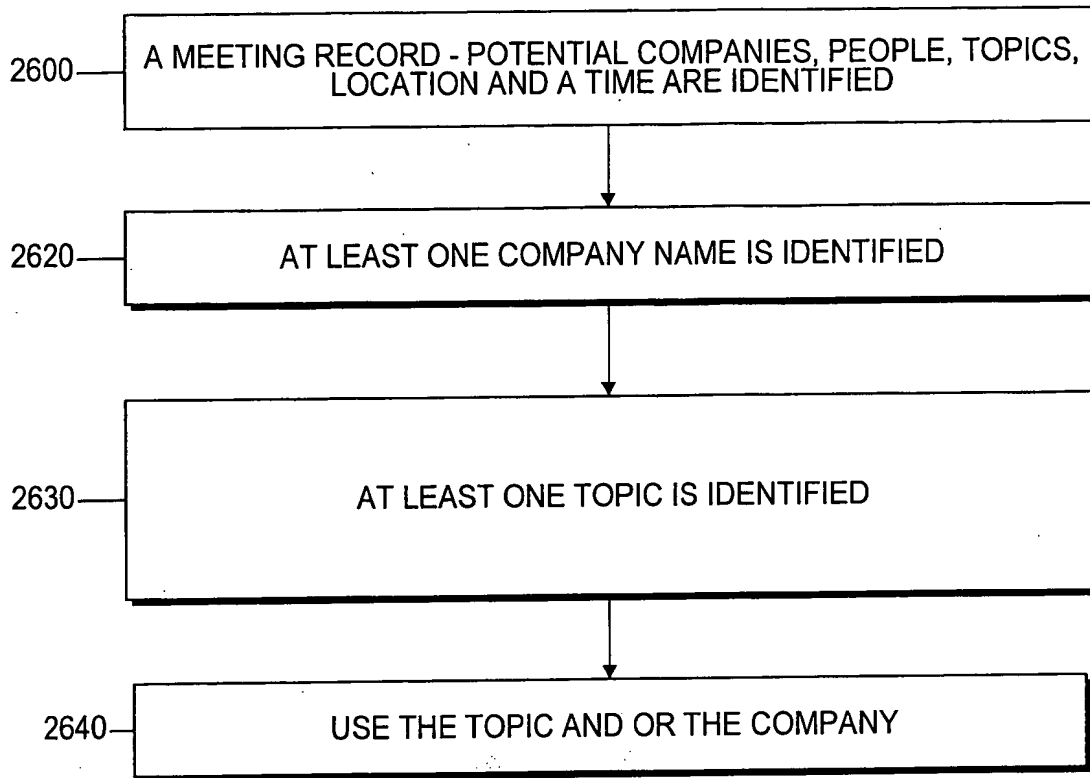 2600
A MEETING RECORD - POTENTIAL COMPANIES, PEOPLE, TOPICS,
LOCATION AND A TIME ARE IDENTIFIED
2620
AT LEAST ONE COMPANY NAME IS IDENTIFIED
2630
AT LEAST ONE TOPIC IS IDENTIFIED
2640
USE THE TOPIC AND OR THE COMPANY